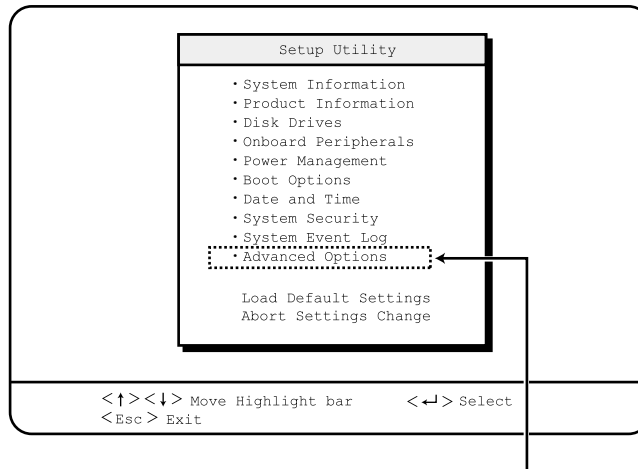 Setup Utility
• System Information
• Product Information
• Disk Drives
• Onboard Peripherals
• Power Management
• Boot Options
• Date and Time
• System Security
• System Event Log
• Advanced Options
Load Default Settings
Abort Settings Change
<↑><↓> Move Highlight bar <↵> Select
<Esc> Exit